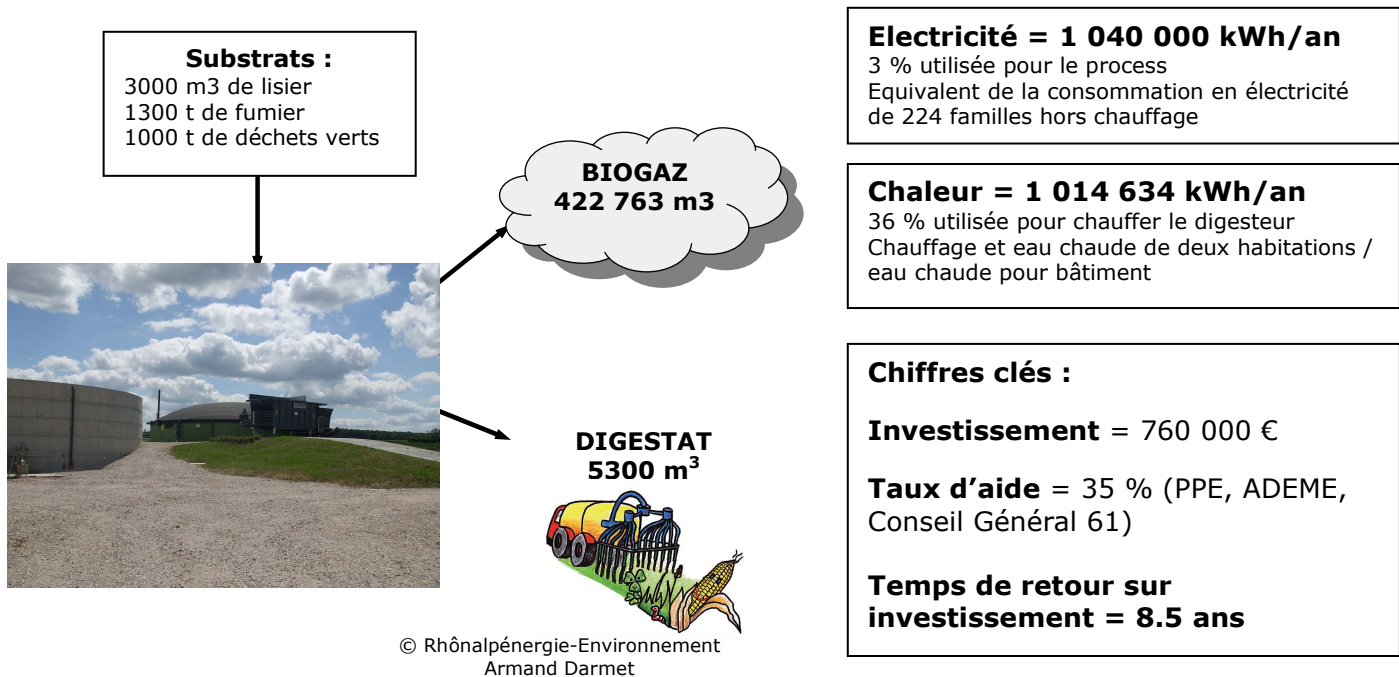 Substrats :
3000 m3 de lisier
1300 t de fumier
1000 t de déchets verts
BIOGAZ
422 763 m3
DIGESTAT
5300 m³
© Rhônalpénergie-Environnement
Armand Darmet
Electricité = 1 040 000 kWh/an
3 % utilisée pour le process
Equivalent de la consommation en électricité
de 224 familles hors chauffage
Chaleur = 1 014 634 kWh/an
36 % utilisée pour chauffer le digesteur
Chauffage et eau chaude de deux habitations /
eau chaude pour bâtiment
Chiffres clés :
Investissement = 760 000 €
Taux d’aide = 35 % (PPE, ADEME,
Conseil Général 61)
Temps de retour sur
investissement = 8.5 ans